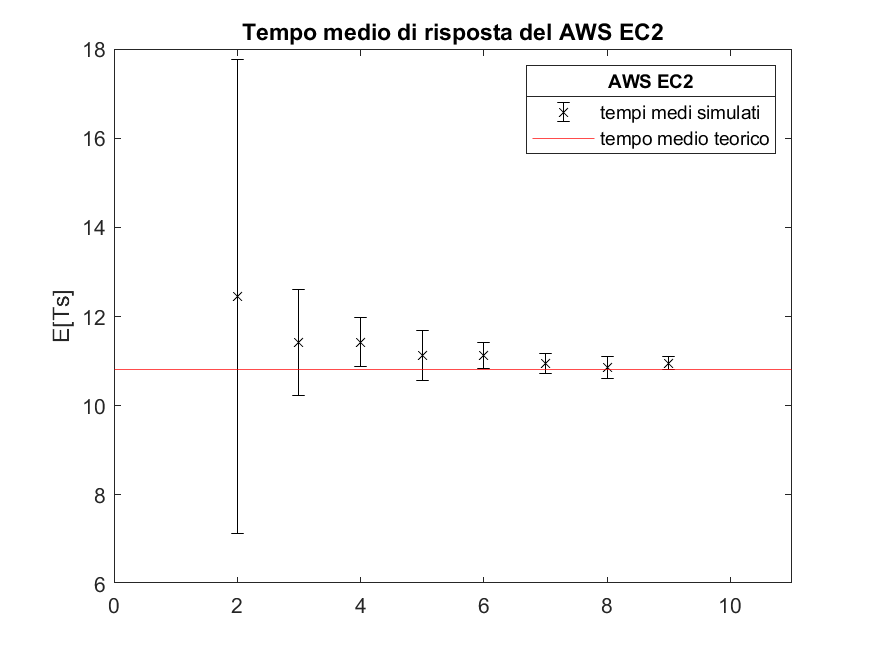 Tempo medio di risposta del AWS EC2
AWS EC2
tempi medi simulati
tempo medio teorico
E[Ts]
18
16
14
12
10
8
6
0 2 4 6 8 10